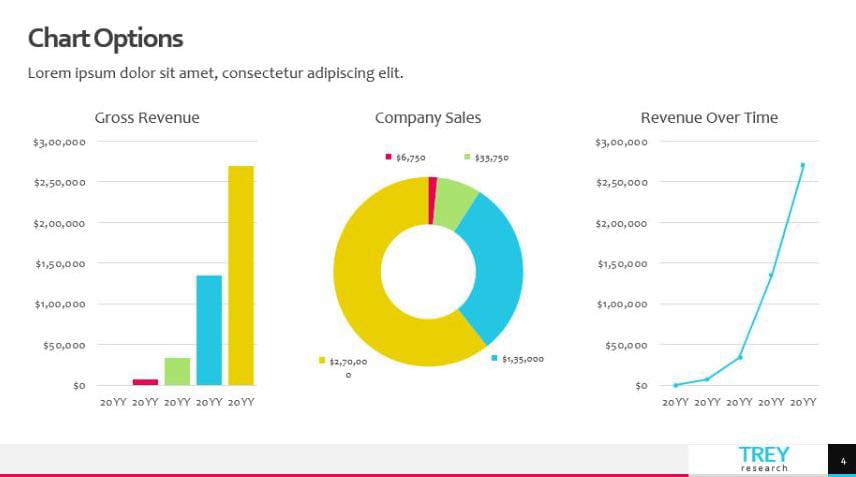 Chart Options
Lorem ipsum dolor sit amet, consectetur adipiscing elit.
Gross Revenue
$3,00,000
$2,50,000
$2,00,000
$1,50,000
$1,00,000
$50,000
$0
20YY 20YY 20YY 20YY 20YY
Company Sales
$6,750
$33,750
$2,70,00
0
$1,35,000
Revenue Over Time
$3,00,000
$2,50,000
$2,00,000
$1,50,000
$1,00,000
$50,000
$0
20YY 20YY 20YY 20YY 20YY
TREY
research
4